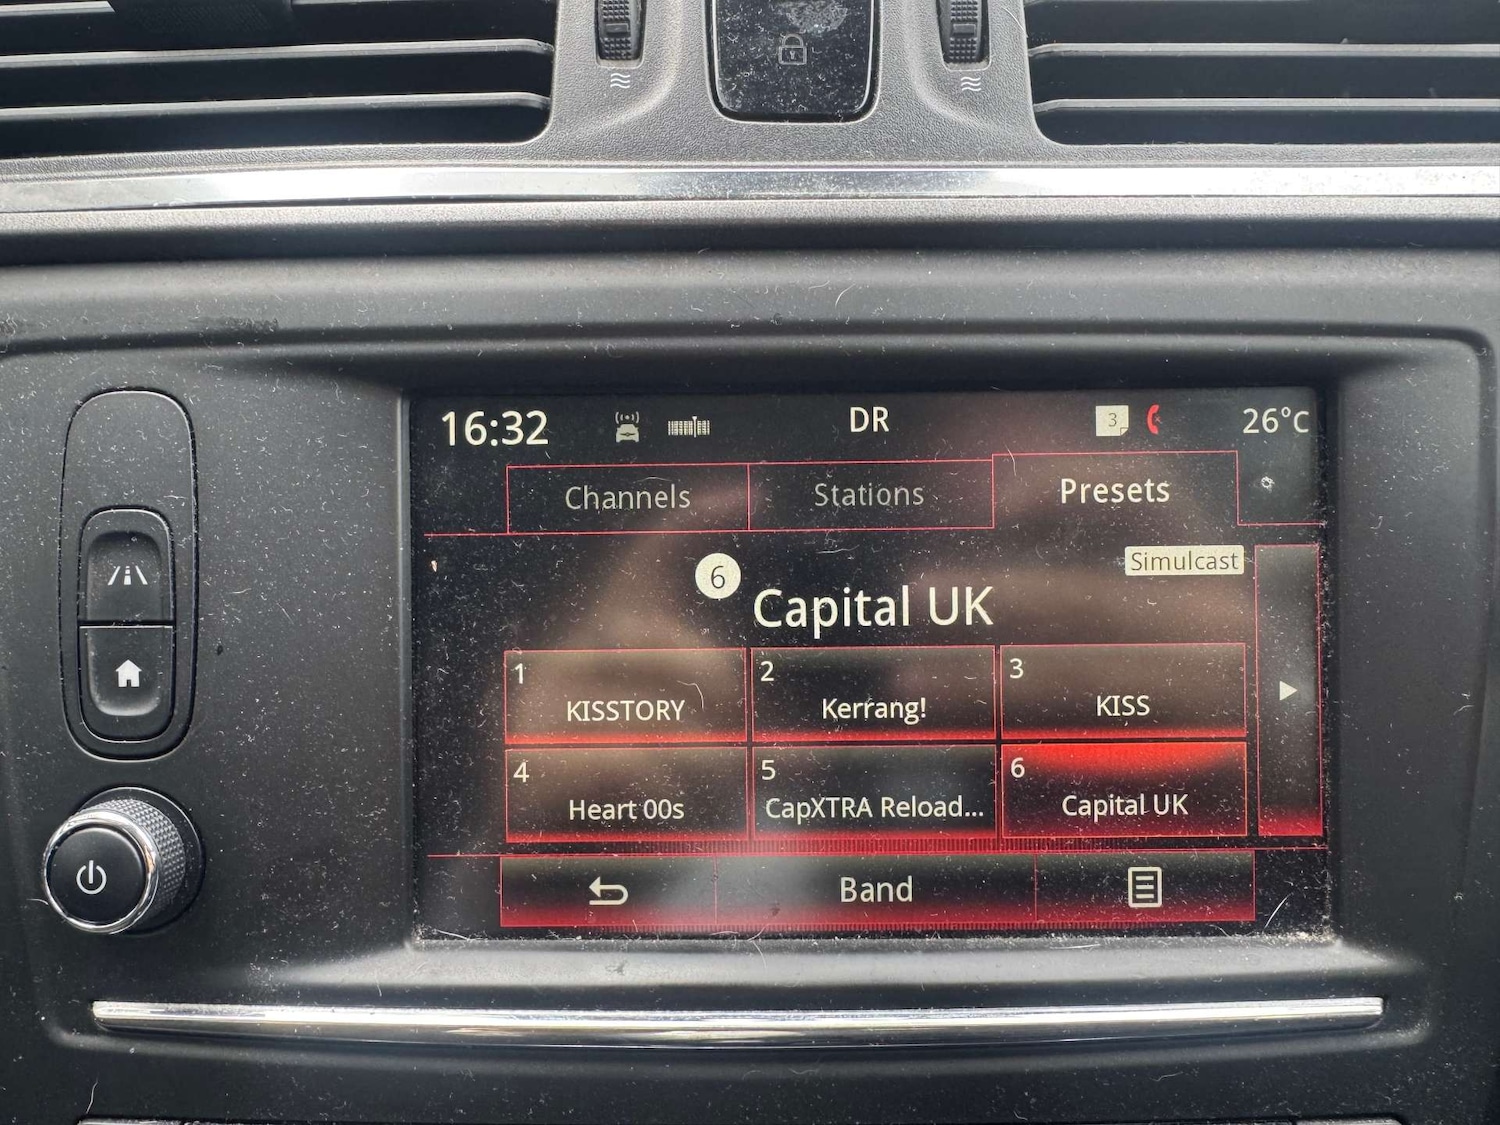 16:32 DR 3 26°C
Channels Stations Presets
Simulcast
6 Capital UK
1 KISSTORY
2 Kerrang!
3 KISS
4 Heart 00s
5 CapXTRA Reload...
6 Capital UK
Band